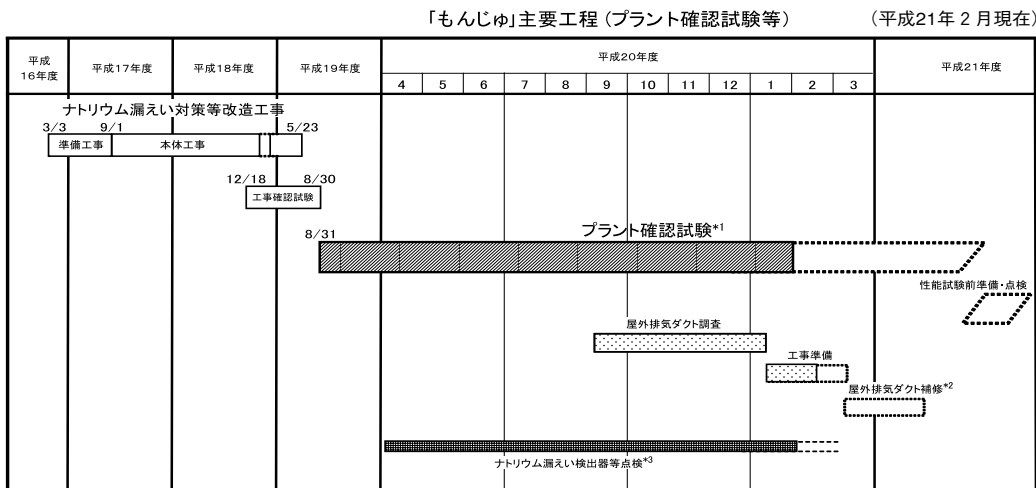 「もんじゅ」主要工程（プラント確認試験等）
（平成21年２月現在）
平成
16年度
平成17年度
平成18年度
平成19年度
平成20年度
平成21年度
4 5 6 7 8 9 10 11 12 1 2 3
ナトリウム漏えい対策等改造工事
3/3 9/1 5/23
準備工事 本体工事
12/18 8/30
工事確認試験
プラント確認試験*1
8/31
性能試験前準備・点検
屋外排気ダクト調査
工事準備
屋外排気ダクト補修*2
ナトリウム漏えい検出器等点検*3